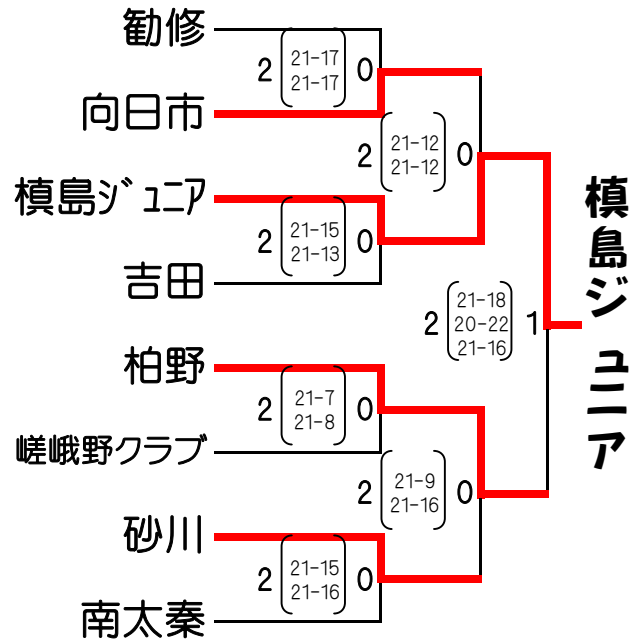 勧修
2 21-17 0
21-17
向日市
2 21-12 0
21-12
槙島ジュニア
2 21-15 0
21-13
吉田
2 21-18 1
20-22
21-16
槙島ジュニア
柏野
2 21-7 0
21-8
嵯峨野クラブ
2 21-9 0
21-16
砂川
2 21-15 0
21-16
南太秦